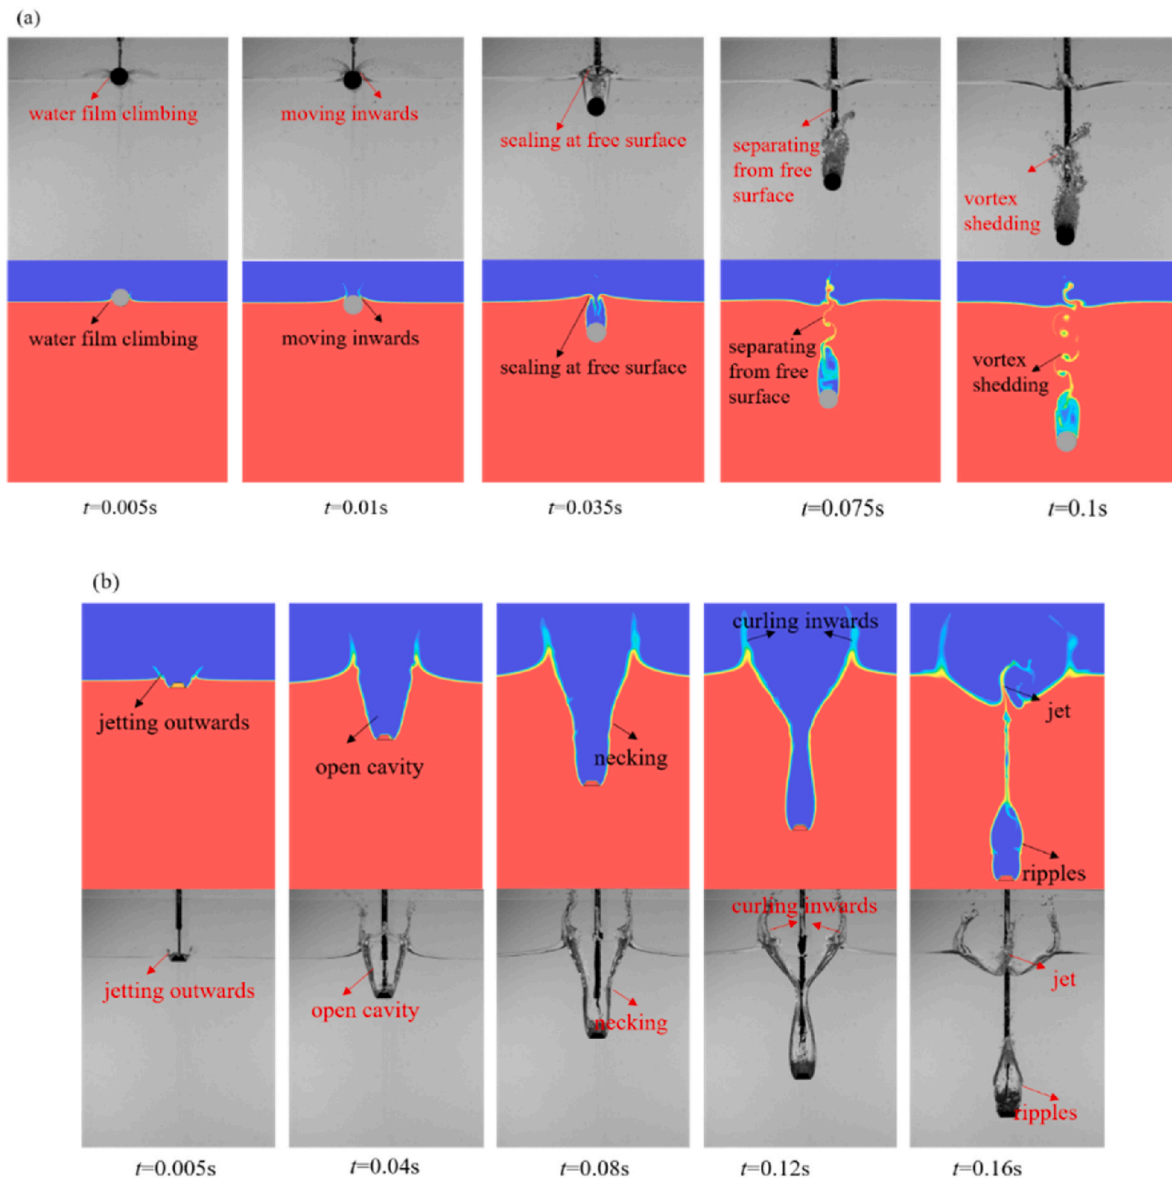 (a)
water film climbing
moving inwards
sealing at free surface
separating
from free
surface
vortex
shedding
water film climbing
moving inwards
sealing at free surface
separating
from free
surface
vortex
shedding
t=0.005s
t=0.01s
t=0.035s
t=0.075s
t=0.1s
(b)
jetting outwards
open cavity
necking
curling inwards
jet
ripples
jetting outwards
open cavity
necking
curling inwards
jet
ripples
t=0.005s
t=0.04s
t=0.08s
t=0.12s
t=0.16s